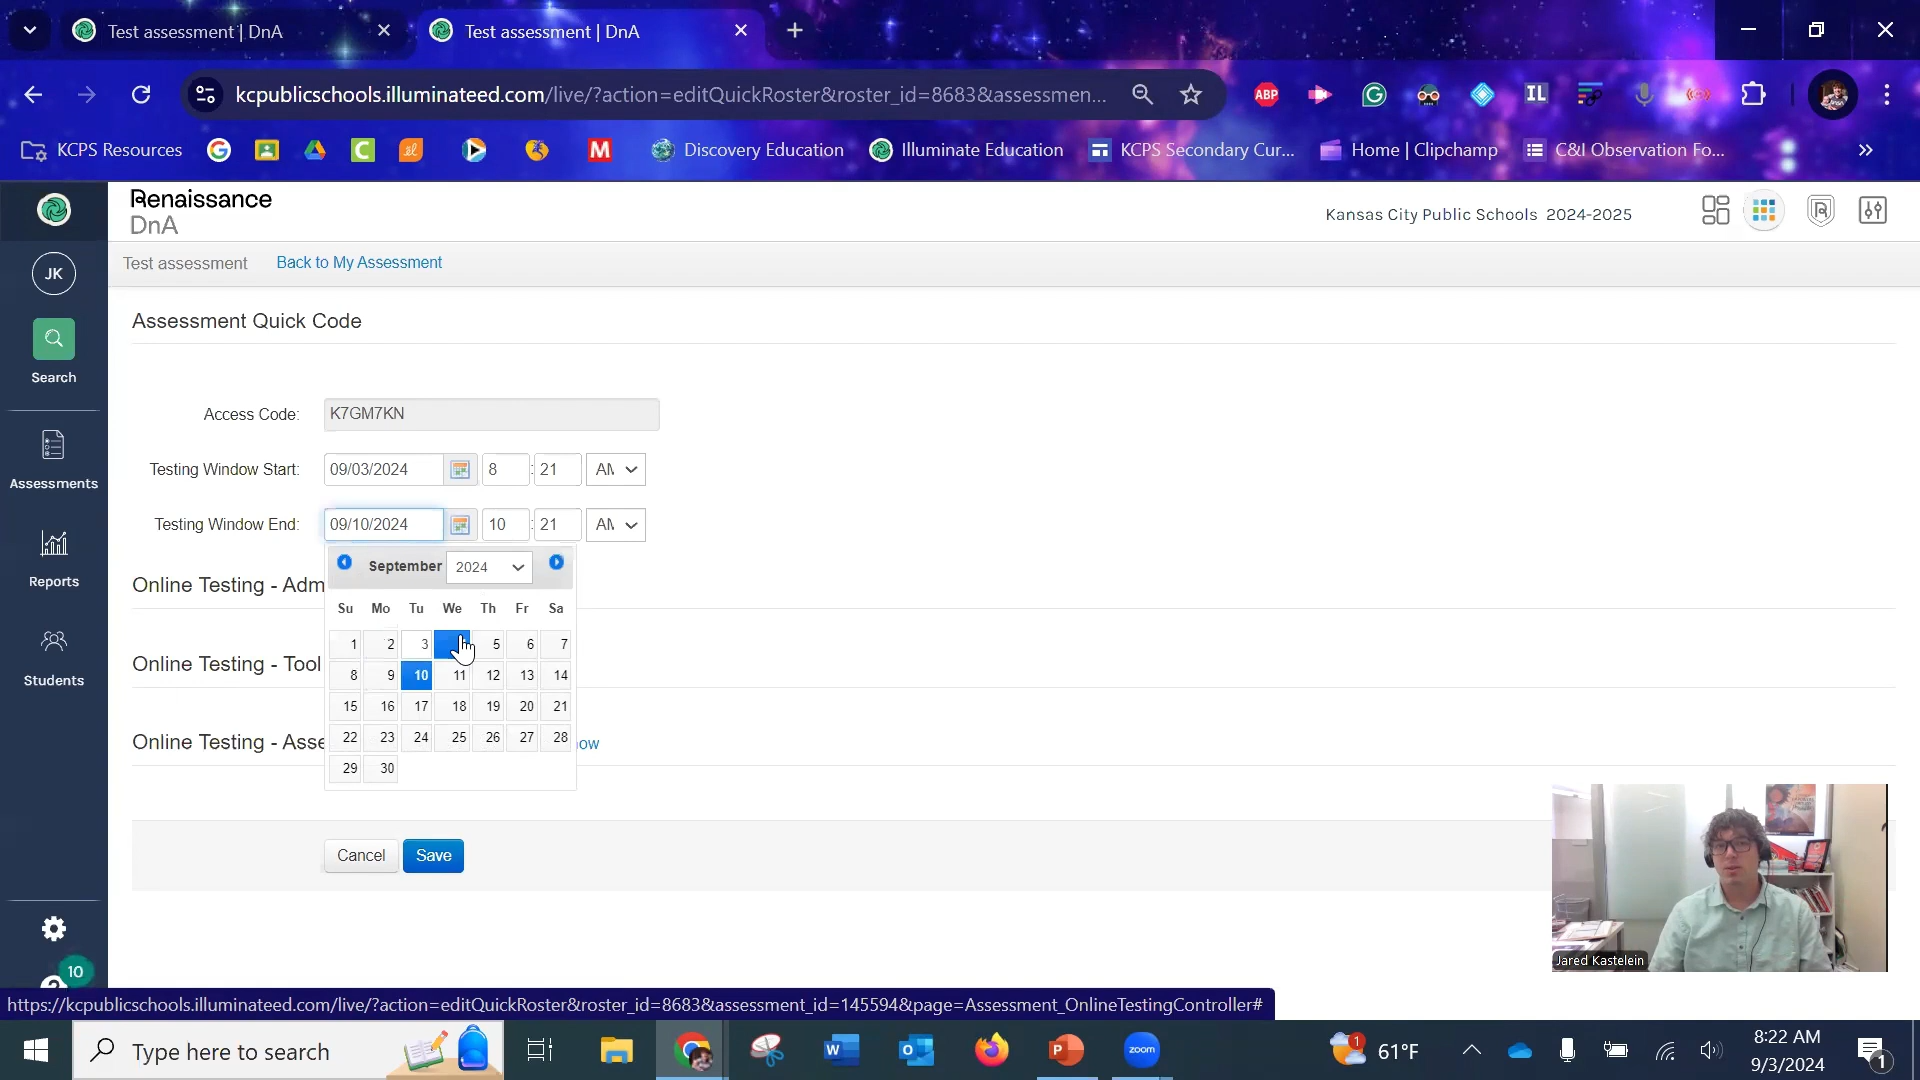 Test assessment | DnA
Test assessment | DnA
kcpublicschools.illuminateed.com/live/?action=editQuickRoster&roster_id=8683&assessmen...
ABP
IL
KCPS Resources
Discovery Education
Illuminate Education
KCPS Secondary Cur...
Home | Clipchamp
C&I Observation Fo...
Renaissance
DnA
Kansas City Public Schools 2024-2025
JK
Test assessment
Back to My Assessment
Search
Assessments
Reports
Students
10
Assessment Quick Code
Access Code:
K7GM7KN
Testing Window Start:
09/03/2024
8
:
21
AM
Testing Window End:
09/10/2024
10
:
21
AM
September
2024
Su Mo Tu We Th Fr Sa
1 2 3 5 6 7
8 9 10 11 12 13 14
15 16 17 18 19 20 21
22 23 24 25 26 27 28
29 30
Online Testing - Adm
Online Testing - Tool
Online Testing - Asse
ow
Cancel
Save
Jared Kastelein
https://kcpublicschools.illuminateed.com/live/?action=editQuickRoster&roster_id=8683&assessment_id=145594&page=Assessment_OnlineTestingController#
Type here to search
zoom
1
61°F
8:22 AM
9/3/2024
1